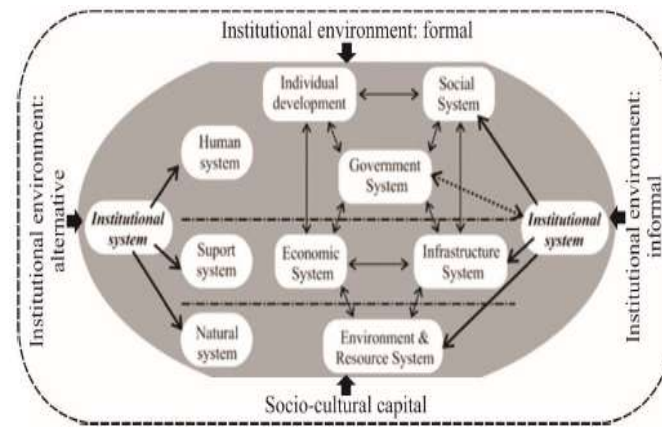 Institutional environment: formal
Individual
development
Social
System
Human
system
Government
System
Institutional environment:
alternative
Institutional
system
Institutional
system
Institutional environment:
informal
Suport
system
Economic
System
Infrastructure
System
Natural
system
Environment &
Resource System
Socio-cultural capital